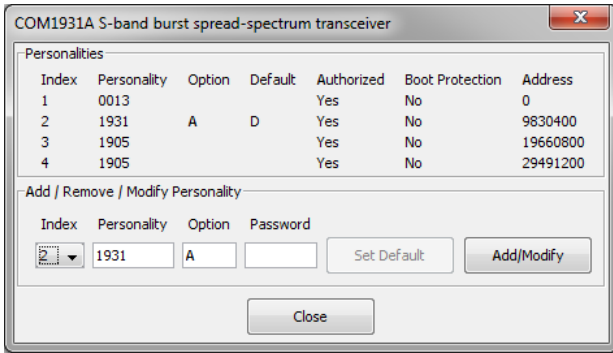 COM1931A S-band burst spread-spectrum transceiver
Personalities
Index Personality Option Default Authorized Boot Protection Address
1 0013 Yes No 0
2 1931 A D Yes No 9830400
3 1905 Yes No 19660800
4 1905 Yes No 29491200
Add / Remove / Modify Personality
Index Personality Option Password
2 1931 A Set Default Add/Modify
Close